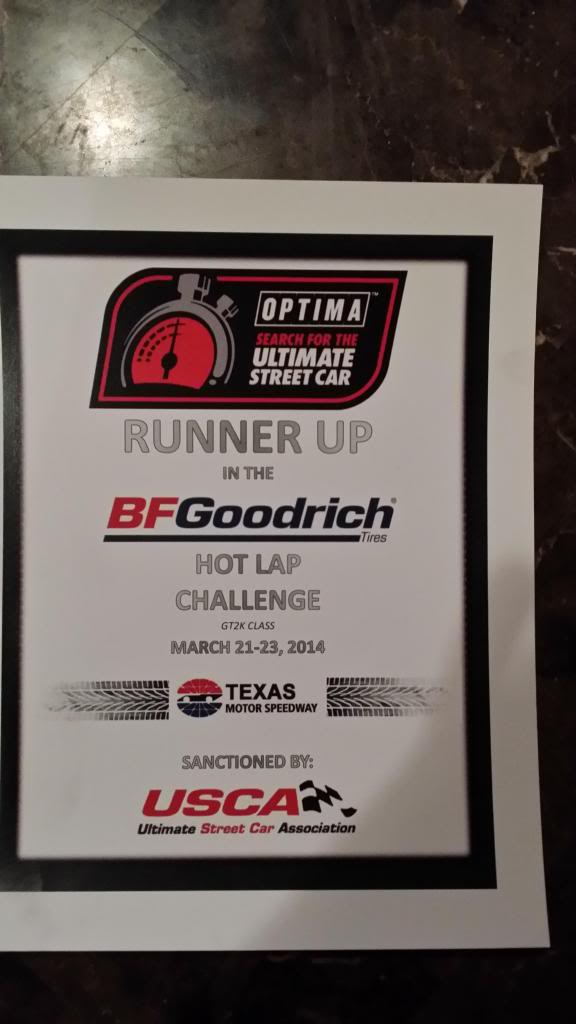 OPTIMA™
SEARCH FOR THE
ULTIMATE
STREET CAR
RUNNER UP
IN THE
BFGoodrich®
Tires
HOT LAP
CHALLENGE
GT2K CLASS
MARCH 21-23, 2014
TEXAS
MOTOR SPEEDWAY
SANCTIONED BY:
USCA
Ultimate Street Car Association